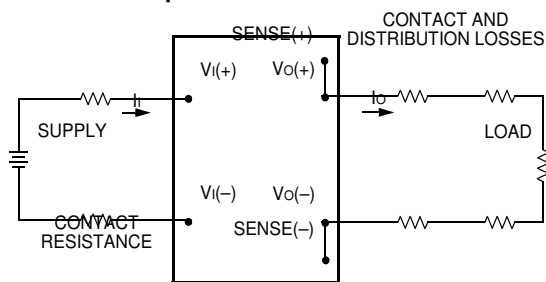 CONTACT AND
DISTRIBUTION LOSSES
SENSE(+)
VI(+)
VO(+)
II
IO
SUPPLY
LOAD
VI(–)
VO(–)
CONTACT
RESISTANCE
SENSE(–)